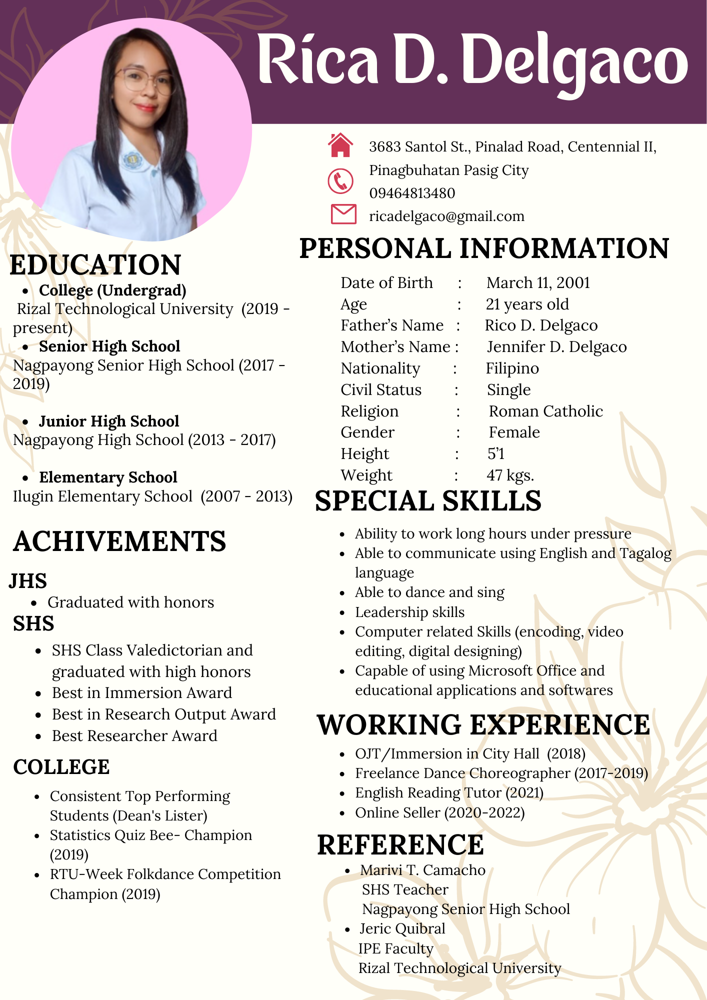 Rica D. Delgaco
3683 Santol St., Pinalad Road, Centennial II,
Pinagbuhatan Pasig City
09464813480
ricadelgaco@gmail.com
EDUCATION
• College (Undergrad)
Rizal Technological University (2019 -
present)
• Senior High School
Nagpayong Senior High School (2017 -
2019)
• Junior High School
Nagpayong High School (2013 - 2017)
• Elementary School
Ilugin Elementary School (2007 - 2013)
ACHIVEMENTS
JHS
• Graduated with honors
SHS
• SHS Class Valedictorian and
graduated with high honors
• Best in Immersion Award
• Best in Research Output Award
• Best Researcher Award
COLLEGE
• Consistent Top Performing
Students (Dean's Lister)
• Statistics Quiz Bee- Champion
(2019)
• RTU-Week Folkdance Competition
Champion (2019)
PERSONAL INFORMATION
Date of Birth : March 11, 2001
Age : 21 years old
Father’s Name : Rico D. Delgaco
Mother’s Name : Jennifer D. Delgaco
Nationality : Filipino
Civil Status : Single
Religion : Roman Catholic
Gender : Female
Height : 5’1
Weight : 47 kgs.
SPECIAL SKILLS
• Ability to work long hours under pressure
• Able to communicate using English and Tagalog
language
• Able to dance and sing
• Leadership skills
• Computer related Skills (encoding, video
editing, digital designing)
• Capable of using Microsoft Office and
educational applications and softwares
WORKING EXPERIENCE
• OJT/Immersion in City Hall (2018)
• Freelance Dance Choreographer (2017-2019)
• English Reading Tutor (2021)
• Online Seller (2020-2022)
REFERENCE
• Marivi T. Camacho
SHS Teacher
Nagpayong Senior High School
• Jeric Quibral
IPE Faculty
Rizal Technological University